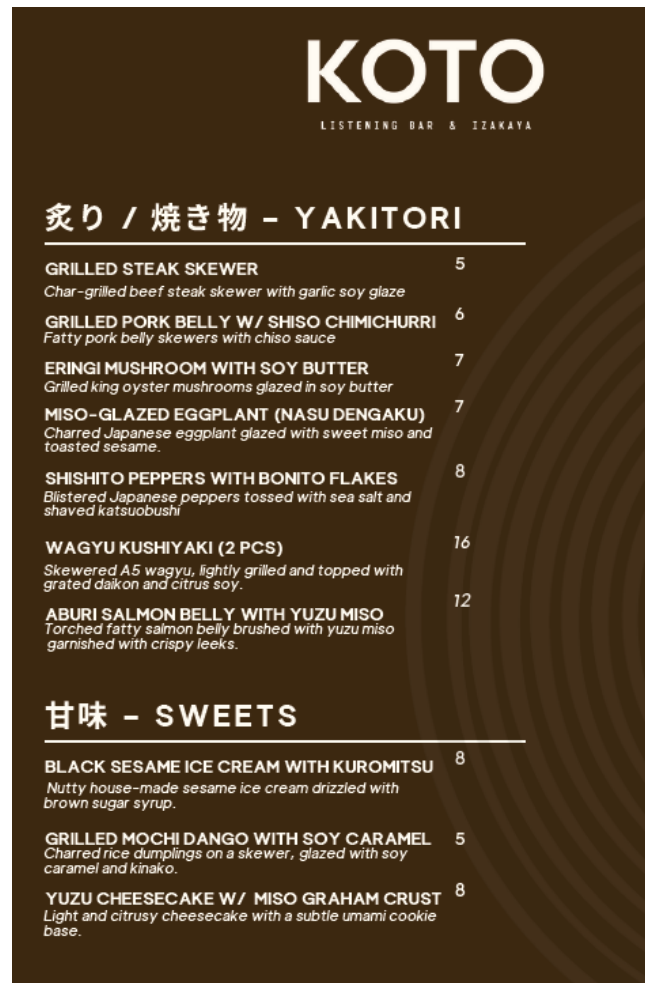 KOTO
LISTENING BAR & IZAKAYA
炙り / 焼き物 – YAKITORI
GRILLED STEAK SKEWER 5
Char-grilled beef steak skewer with garlic soy glaze
GRILLED PORK BELLY W/ SHISO CHIMICHURRI 6
Fatty pork belly skewers with chiso sauce
ERINGI MUSHROOM WITH SOY BUTTER 7
Grilled king oyster mushrooms glazed in soy butter
MISO-GLAZED EGGPLANT (NASU DENGAKU) 7
Charred Japanese eggplant glazed with sweet miso and
toasted sesame.
SHISHITO PEPPERS WITH BONITO FLAKES 8
Blistered Japanese peppers tossed with sea salt and
shaved katsuobushi
WAGYU KUSHIYAKI (2 PCS) 16
Skewered A5 wagyu, lightly grilled and topped with
grated daikon and citrus soy.
ABURI SALMON BELLY WITH YUZU MISO 12
Torched fatty salmon belly brushed with yuzu miso
garnished with crispy leeks.
甘味 – SWEETS
BLACK SESAME ICE CREAM WITH KUROMITSU 8
Nutty house-made sesame ice cream drizzled with
brown sugar syrup.
GRILLED MOCHI DANGO WITH SOY CARAMEL 5
Charred rice dumplings on a skewer, glazed with soy
caramel and kinako.
YUZU CHEESECAKE W/ MISO GRAHAM CRUST 8
Light and citrusy cheesecake with a subtle umami cookie
base.